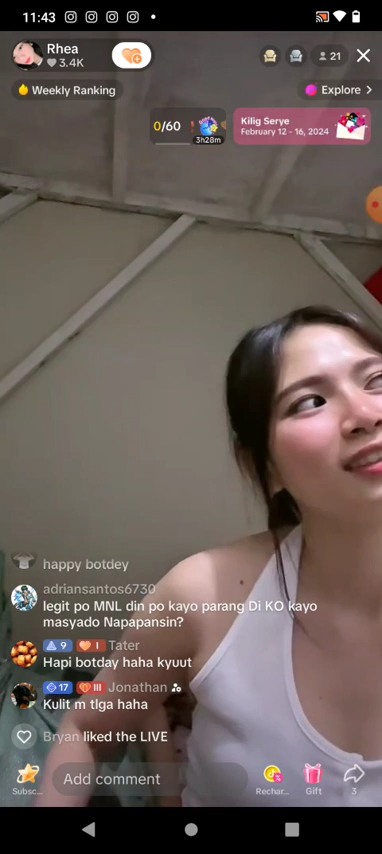 11:43
Rhea
3.4K
21
Weekly Ranking
Explore >
0/60
3h28m
Kilig Serye
February 12 - 16, 2024
happy botdey
adriansantos6730
legit po MNL din po kayo parang Di KO kayo
masyado Napapansin?
9 I Tater
Hapi botday haha kyuut
17 III Jonathan
Kulit m tlga haha
Bryan liked the LIVE
Subsc...
Add comment
Rechar...
Gift
3